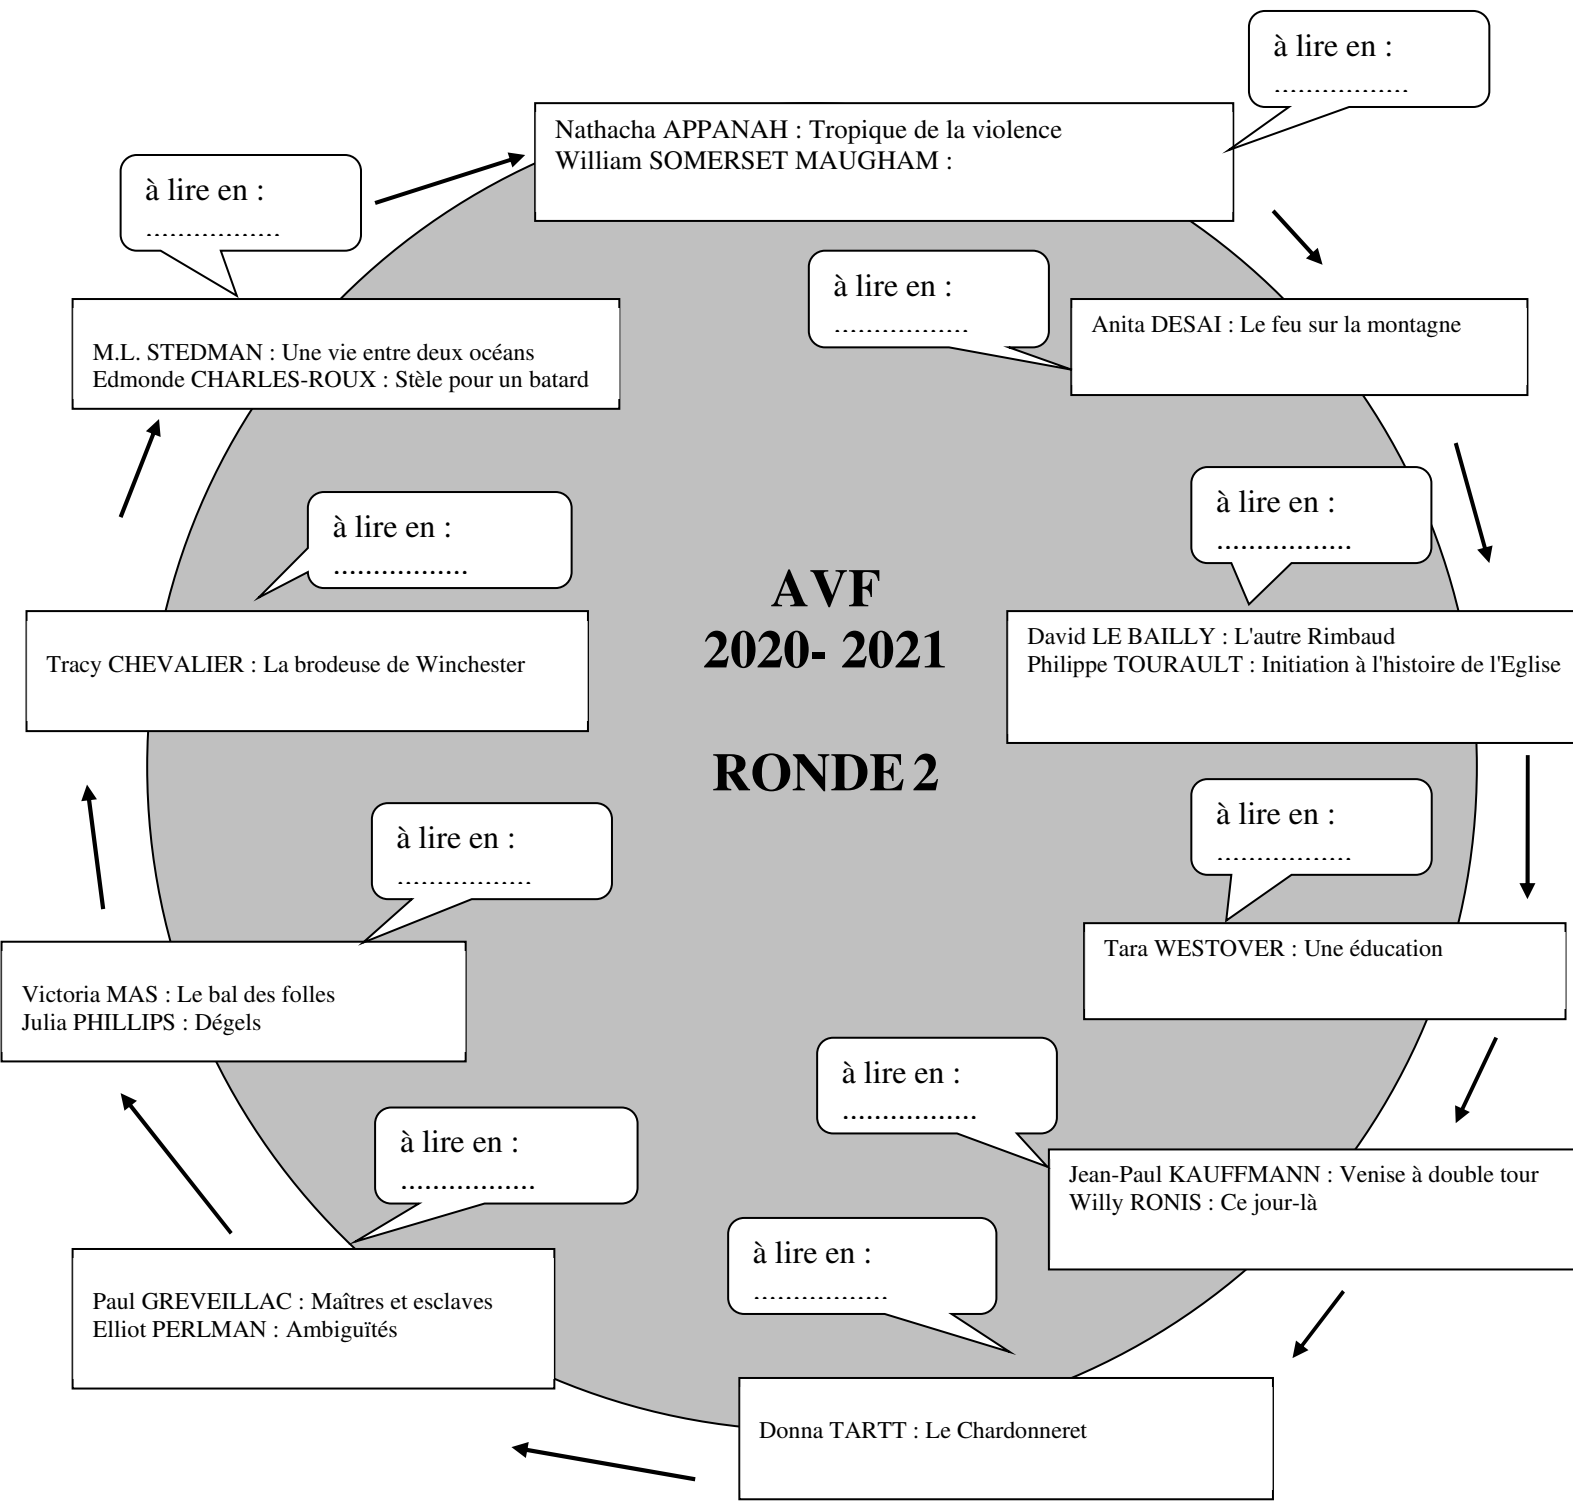 à lire en :
.................
Nathacha APPANAH : Tropique de la violence
William SOMERSET MAUGHAM :
à lire en :
.................
à lire en :
.................
Anita DESAI : Le feu sur la montagne
M.L. STEDMAN : Une vie entre deux océans
Edmonde CHARLES-ROUX : Stèle pour un batard
à lire en :
.................
à lire en :
.................
AVF
2020- 2021
RONDE 2
David LE BAILLY : L'autre Rimbaud
Philippe TOURAULT : Initiation à l'histoire de l'Eglise
Tracy CHEVALIER : La brodeuse de Winchester
à lire en :
.................
à lire en :
.................
Tara WESTOVER : Une éducation
Victoria MAS : Le bal des folles
Julia PHILLIPS : Dégels
à lire en :
.................
à lire en :
.................
Jean-Paul KAUFFMANN : Venise à double tour
Willy RONIS : Ce jour-là
à lire en :
.................
Paul GREVEILLAC : Maîtres et esclaves
Elliot PERLMAN : Ambiguïtés
Donna TARTT : Le Chardonneret